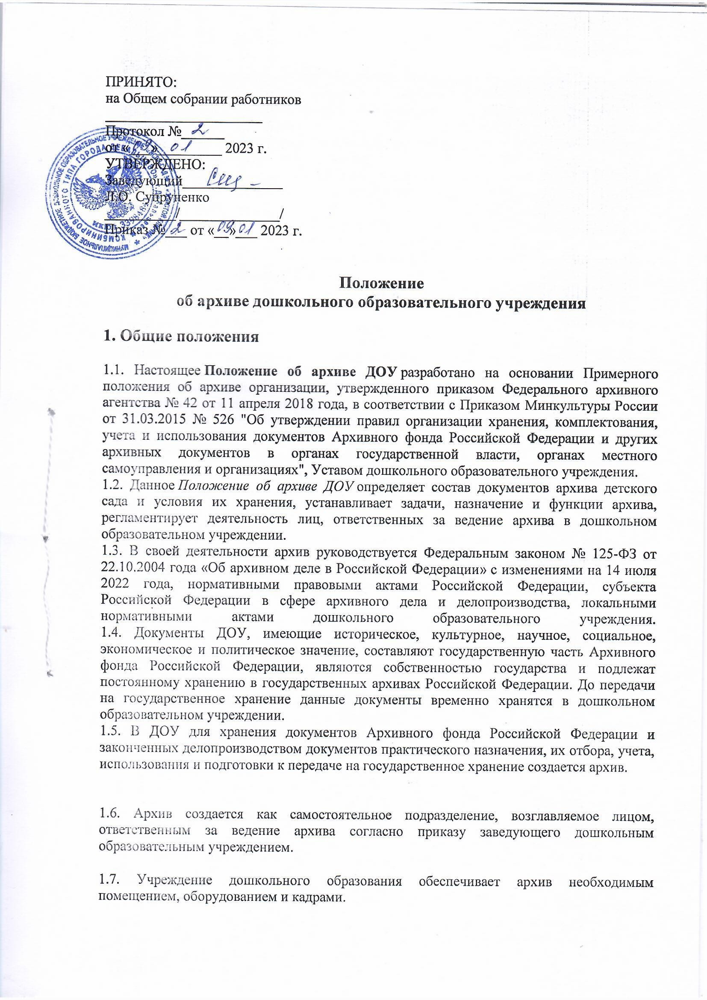 ПРИНЯТО:
на Общем собрании работников
Протокол № 2
от «09» 01 2023 г.
УТВЕРЖДЕНО:
Заведующий
Л.О. Супруненко
/ /
Приказ № 2 от «09» 01 2023 г.
МУНИЦИПАЛЬНОЕ БЮДЖЕТНОЕ ДОШКОЛЬНОЕ ОБРАЗОВАТЕЛЬНОЕ УЧРЕЖДЕНИЕ
КОМБИНИРОВАННОГО ТИПА ГОРОДА ДЕБАЛЬЦЕВО
Положение
об архиве дошкольного образовательного учреждения
1. Общие положения
1.1. Настоящее Положение об архиве ДОУ разработано на основании Примерного
положения об архиве организации, утвержденного приказом Федерального архивного
агентства № 42 от 11 апреля 2018 года, в соответствии с Приказом Минкультуры России
от 31.03.2015 № 526 "Об утверждении правил организации хранения, комплектования,
учета и использования документов Архивного фонда Российской Федерации и других
архивных документов в органах государственной власти, органах местного
самоуправления и организациях", Уставом дошкольного образовательного учреждения.
1.2. Данное Положение об архиве ДОУ определяет состав документов архива детского
сада и условия их хранения, устанавливает задачи, назначение и функции архива,
регламентирует деятельность лиц, ответственных за ведение архива в дошкольном
образовательном учреждении.
1.3. В своей деятельности архив руководствуется Федеральным законом № 125-ФЗ от
22.10.2004 года «Об архивном деле в Российской Федерации» с изменениями на 14 июля
2022 года, нормативными правовыми актами Российской Федерации, субъекта
Российской Федерации в сфере архивного дела и делопроизводства, локальными
нормативными актами дошкольного образовательного учреждения.
1.4. Документы ДОУ, имеющие историческое, культурное, научное, социальное,
экономическое и политическое значение, составляют государственную часть Архивного
фонда Российской Федерации, являются собственностью государства и подлежат
постоянному хранению в государственных архивах Российской Федерации. До передачи
на государственное хранение данные документы временно хранятся в дошкольном
образовательном учреждении.
1.5. В ДОУ для хранения документов Архивного фонда Российской Федерации и
законченных делопроизводством документов практического назначения, их отбора, учета,
использования и подготовки к передаче на государственное хранение создается архив.
1.6. Архив создается как самостоятельное подразделение, возглавляемое лицом,
ответственным за ведение архива согласно приказу заведующего дошкольным
образовательным учреждением.
1.7. Учреждение дошкольного образования обеспечивает архив необходимым
помещением, оборудованием и кадрами.